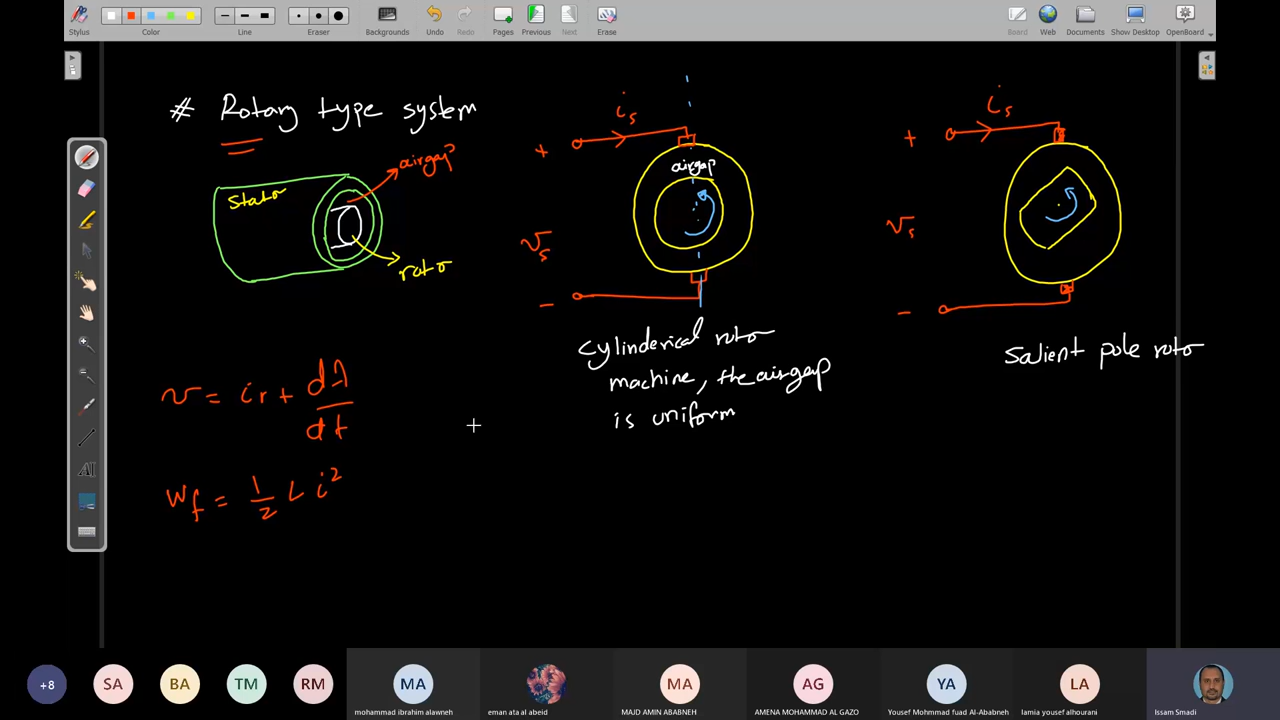 Stylus
Color
Line
Eraser
Backgrounds
Undo
Redo
Pages
Previous
Next
Erase
Board
Web
Documents
Show Desktop
OpenBoard
# Rotary type system
Stator
airgap
rotor
+
is
airgap
vs
-
cylinderical rotor
machine, the airgap
is uniform
+
is
vs
-
Salient pole rotor
v = ir + dλ/dt
Wf = 1/2 L i²
+8
SA
BA
TM
RM
MA
mohammad ibrahim alawneh
eman ata al abeid
MA
MAJD AMIN ABABNEH
AG
AMENA MOHAMMAD AL GAZO
YA
Yousef Mohmmad fuad Al-Ababneh
LA
lamia yousef alhourani
Issam Smadi